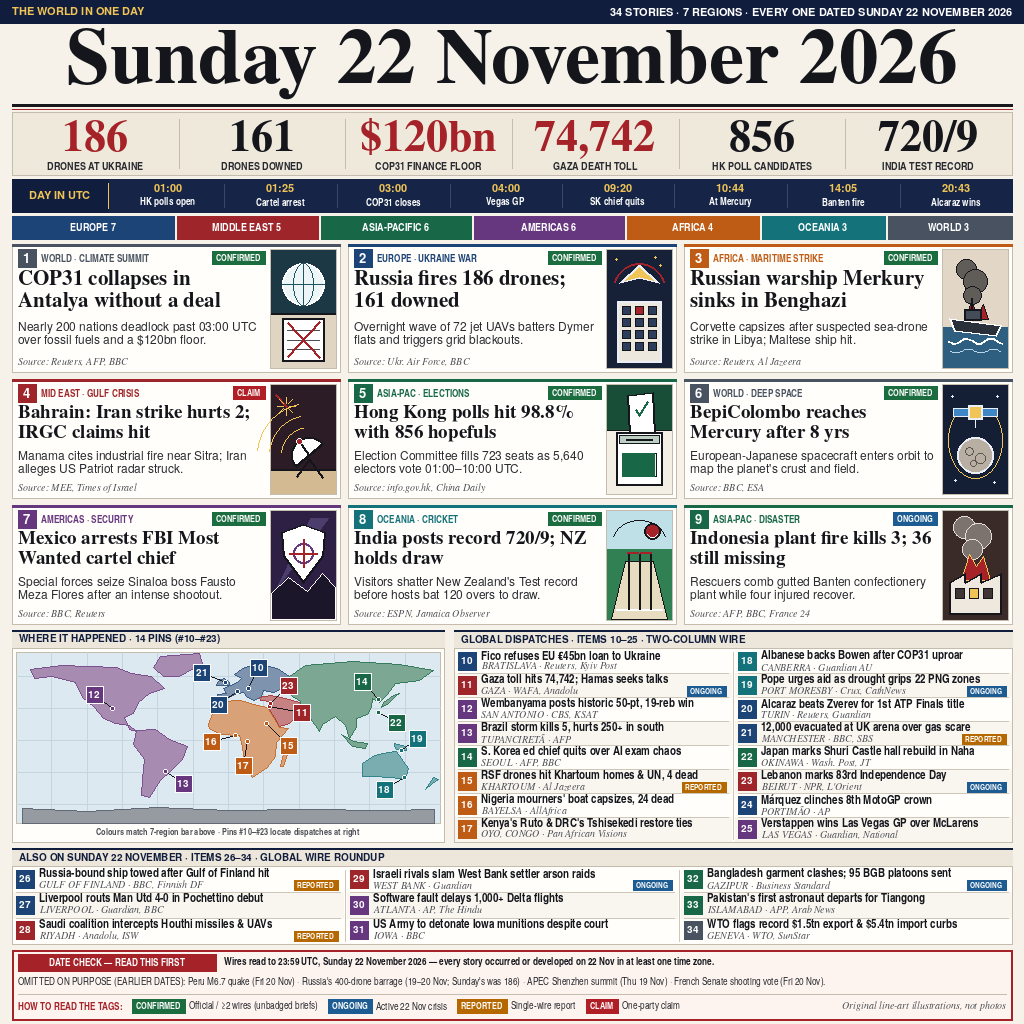 THE WORLD IN ONE DAY
34 STORIES · 7 REGIONS · EVERY ONE DATED SUNDAY 22 NOVEMBER 2026
Sunday 22 November 2026
186
DRONES AT UKRAINE
161
DRONES DOWNED
$120bn
COP31 FINANCE FLOOR
74,742
GAZA DEATH TOLL
856
HK POLL CANDIDATES
720/9
INDIA TEST RECORD
DAY IN UTC
01:00
HK polls open
01:25
Cartel arrest
03:00
COP31 closes
04:00
Vegas GP
09:20
SK chief quits
10:44
At Mercury
14:05
Banten fire
20:43
Alcaraz wins
EUROPE 7
MIDDLE EAST 5
ASIA-PACIFIC 6
AMERICAS 6
AFRICA 4
OCEANIA 3
WORLD 3
1 WORLD · CLIMATE SUMMIT CONFIRMED
COP31 collapses in
Antalya without a deal
Nearly 200 nations deadlock past 03:00 UTC
over fossil fuels and a $120bn floor.
Source: Reuters, AFP, BBC
2 EUROPE · UKRAINE WAR CONFIRMED
Russia fires 186 drones;
161 downed
Overnight wave of 72 jet UAVs batters Dymer
flats and triggers grid blackouts.
Source: Ukr. Air Force, BBC
3 AFRICA · MARITIME STRIKE CONFIRMED
Russian warship Merkury
sinks in Benghazi
Corvette capsizes after suspected sea-drone
strike in Libya; Maltese ship hit.
Source: Reuters, Al Jazeera
4 MID EAST · GULF CRISIS CLAIM
Bahrain: Iran strike hurts 2;
IRGC claims hit
Manama cites industrial fire near Sitra; Iran
alleges US Patriot radar struck.
Source: MEE, Times of Israel
5 ASIA-PAC · ELECTIONS CONFIRMED
Hong Kong polls hit 98.8%
with 856 hopefuls
Election Committee fills 723 seats as 5,640
electors vote 01:00–10:00 UTC.
Source: info.gov.hk, China Daily
6 WORLD · DEEP SPACE CONFIRMED
BepiColombo reaches
Mercury after 8 yrs
European-Japanese spacecraft enters orbit to
map the planet's crust and field.
Source: BBC, ESA
7 AMERICAS · SECURITY CONFIRMED
Mexico arrests FBI Most
Wanted cartel chief
Special forces seize Sinaloa boss Fausto
Meza Flores after an intense shootout.
Source: BBC, Reuters
8 OCEANIA · CRICKET CONFIRMED
India posts record 720/9; NZ
holds draw
Visitors shatter New Zealand's Test record
before hosts bat 120 overs to draw.
Source: ESPN, Jamaica Observer
9 ASIA-PAC · DISASTER ONGOING
Indonesia plant fire kills 3; 36
still missing
Rescuers comb gutted Banten confectionery
plant while four injured recover.
Source: AFP, BBC, France 24
WHERE IT HAPPENED · 14 PINS (#10–#23)
21
10
23
14
12
20
11
22
16
15
19
17
13
18
Colours match 7-region bar above · Pins #10–#23 locate dispatches at right
GLOBAL DISPATCHES · ITEMS 10–25 · TWO-COLUMN WIRE
10 Fico refuses EU €45bn loan to Ukraine
BRATISLAVA · Reuters, Kyiv Post
11 Gaza toll hits 74,742; Hamas seeks talks
GAZA · WAFA, Anadolu ONGOING
12 Wembanyama posts historic 50-pt, 19-reb win
SAN ANTONIO · CBS, KSAT
13 Brazil storm kills 5, hurts 250+ in south
TUPANCIRETÃ · AFP
14 S. Korea ed chief quits over AI exam chaos
SEOUL · AFP, BBC
15 RSF drones hit Khartoum homes & UN, 4 dead
KHARTOUM · Al Jazeera REPORTED
16 Nigeria mourners' boat capsizes, 24 dead
BAYELSA · AllAfrica
17 Kenya's Ruto & DRC's Tshisekedi restore ties
OYO, CONGO · Pan African Visions
18 Albanese backs Bowen after COP31 uproar
CANBERRA · Guardian AU
19 Pope urges aid as drought grips 22 PNG zones
PORT MORESBY · Crux, CathNews ONGOING
20 Alcaraz beats Zverev for 1st ATP Finals title
TURIN · Reuters, Guardian
21 12,000 evacuated at UK arena over gas scare
MANCHESTER · BBC, SBS REPORTED
22 Japan marks Shuri Castle hall rebuild in Naha
OKINAWA · Wash. Post, JT
23 Lebanon marks 83rd Independence Day
BEIRUT · NPR, L'Orient ONGOING
24 Márquez clinches 8th MotoGP crown
PORTIMÃO · AP
25 Verstappen wins Las Vegas GP over McLarens
LAS VEGAS · Guardian, National
ALSO ON SUNDAY 22 NOVEMBER · ITEMS 26–34 · GLOBAL WIRE ROUNDUP
26 Russia-bound ship towed after Gulf of Finland hit
GULF OF FINLAND · BBC, Finnish DF REPORTED
27 Liverpool routs Man Utd 4-0 in Pochettino debut
LIVERPOOL · Guardian, BBC
28 Saudi coalition intercepts Houthi missiles & UAVs
RIYADH · Anadolu, ISW REPORTED
29 Israeli rivals slam West Bank settler arson raids
WEST BANK · Guardian ONGOING
30 Software fault delays 1,000+ Delta flights
ATLANTA · AP, The Hindu
31 US Army to detonate Iowa munitions despite court
IOWA · BBC
32 Bangladesh garment clashes; 95 BGB platoons sent
GAZIPUR · Business Standard ONGOING
33 Pakistan's first astronaut departs for Tiangong
ISLAMABAD · APP, Arab News
34 WTO flags record $1.5tn export & $5.4tn import curbs
GENEVA · WTO, SunStar
DATE CHECK — READ THIS FIRST Wires read to 23:59 UTC, Sunday 22 November 2026 — every story occurred or developed on 22 Nov in at least one time zone.
OMITTED ON PURPOSE (EARLIER DATES): Peru M6.7 quake (Fri 20 Nov) · Russia's 400-drone barrage (19–20 Nov; Sunday's was 186) · APEC Shenzhen summit (Thu 19 Nov) · French Senate shooting vote (Fri 20 Nov).
HOW TO READ THE TAGS: CONFIRMED Official / ≥2 wires (unbadged briefs) ONGOING Active 22 Nov crisis REPORTED Single-wire report CLAIM One-party claim Original line-art illustrations, not photos